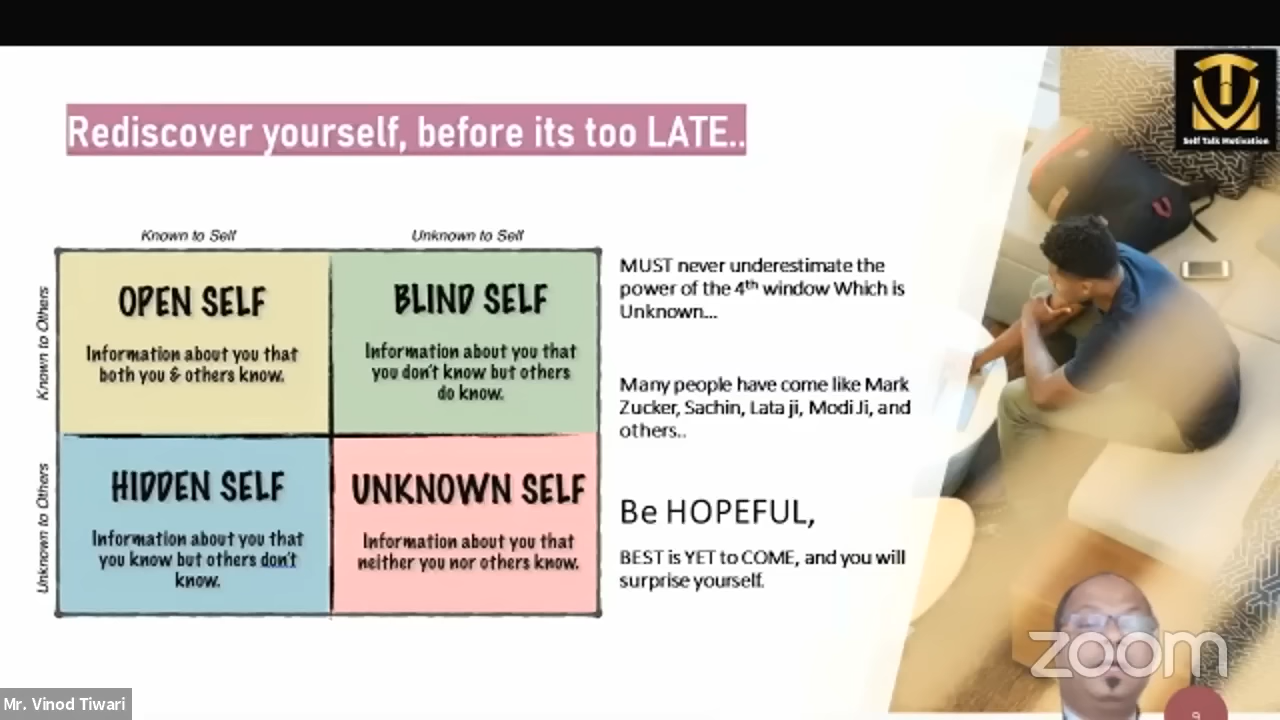 Self Talk Motivation
Rediscover yourself, before its too LATE..
Known to Self
Unknown to Self
Known to Others
Unknown to Others
OPEN SELF
Information about you that
both you & others know.
BLIND SELF
Information about you that
you don't know but others
do know.
HIDDEN SELF
Information about you that
you know but others don't
know.
UNKNOWN SELF
Information about you that
neither you nor others know.
MUST never underestimate the
power of the 4th window Which is
Unknown...
Many people have come like Mark
Zucker, Sachin, Lata ji, Modi Ji, and
others..
Be HOPEFUL,
BEST is YET to COME, and you will
surprise yourself.
zoom
Mr. Vinod Tiwari
9